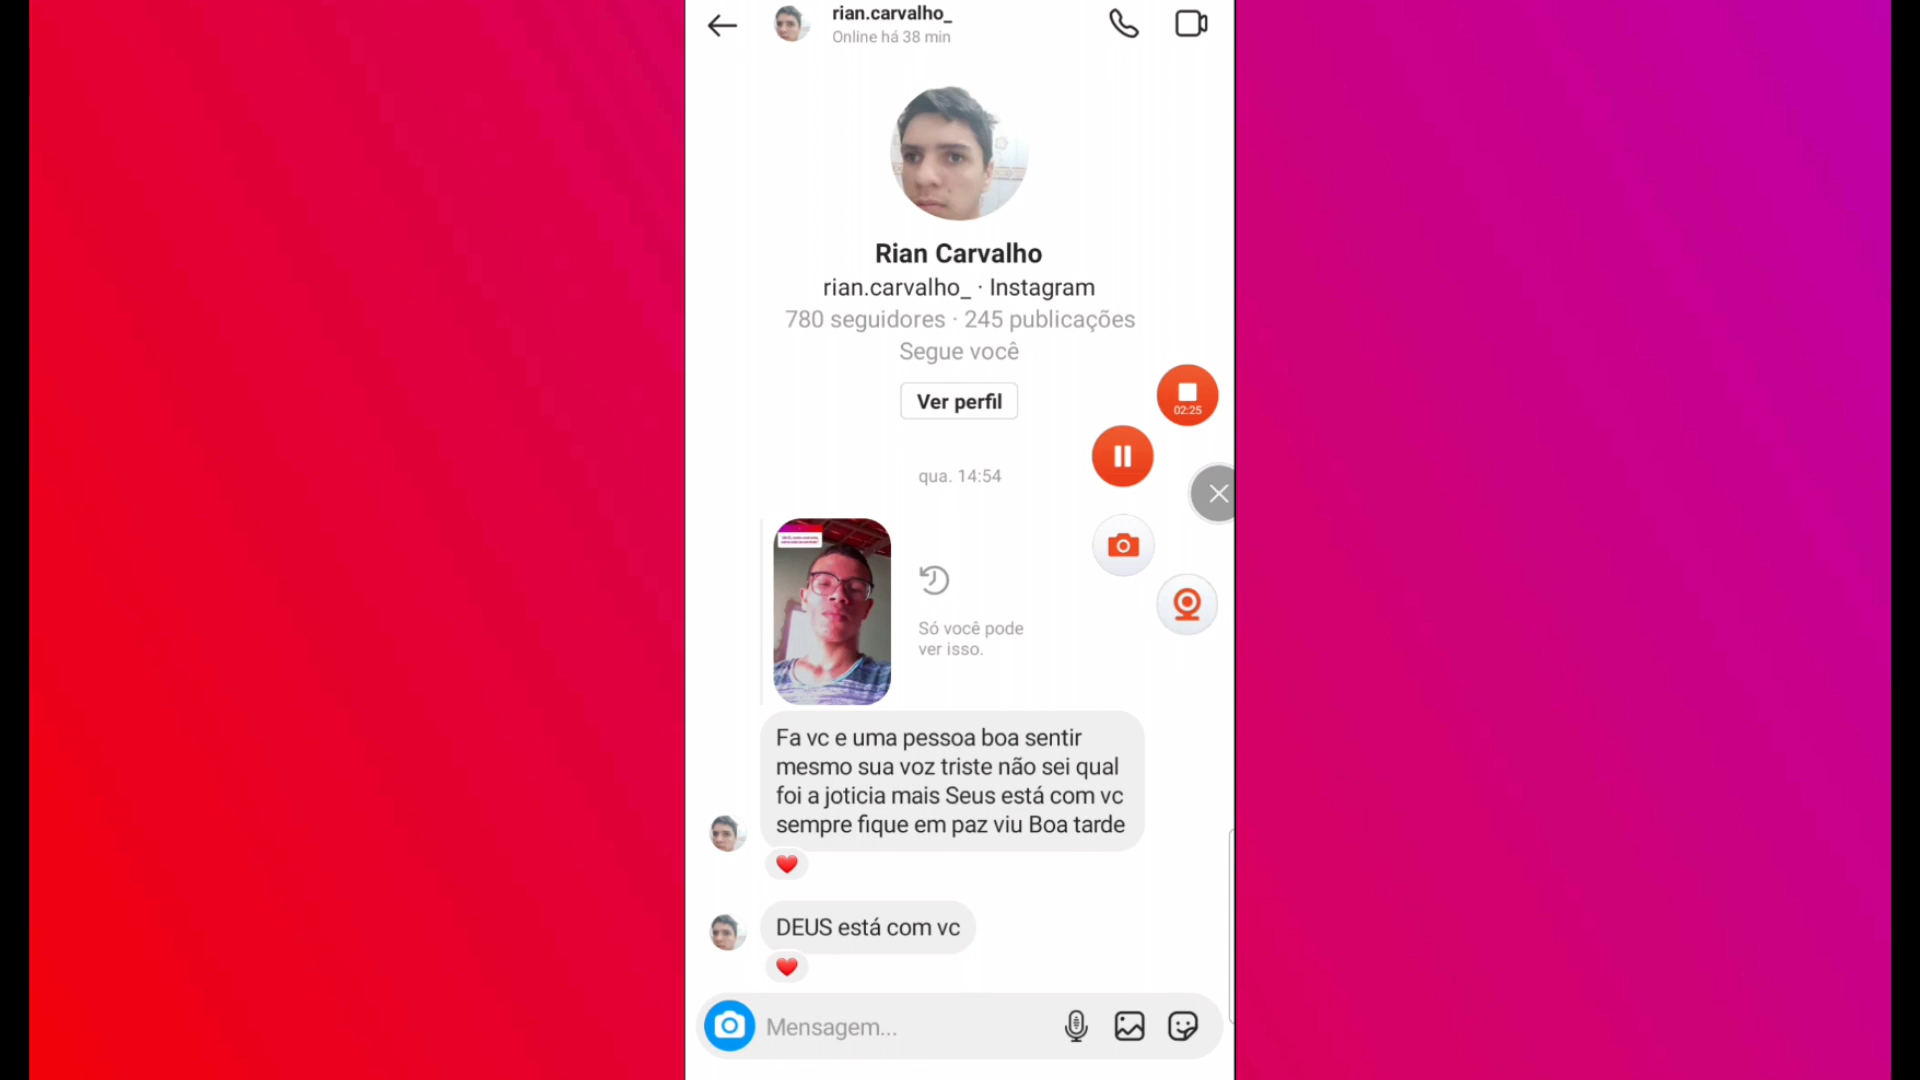 rian.carvalho_
Online há 38 min
Rian Carvalho
rian.carvalho_ · Instagram
780 seguidores · 245 publicações
Segue você
Ver perfil
02:25
qua. 14:54
Só você pode
ver isso.
Fa vc e uma pessoa boa sentir
mesmo sua voz triste não sei qual
foi a joticia mais Seus está com vc
sempre fique em paz viu Boa tarde
DEUS está com vc
Mensagem...